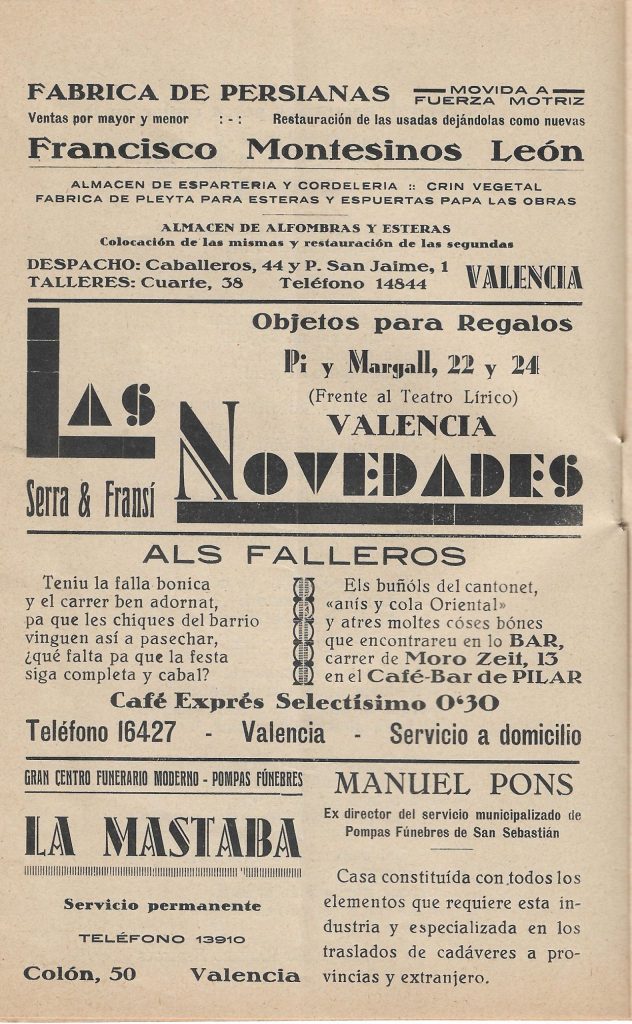 FABRICA DE PERSIANAS
MOVIDA A
FUERZA MOTRIZ
Ventas por mayor y menor :-: Restauración de las usadas dejándolas como nuevas
Francisco Montesinos León
ALMACEN DE ESPARTERIA Y CORDELERIA :: CRIN VEGETAL
FABRICA DE PLEYTA PARA ESTERAS Y ESPUERTAS PAPA LAS OBRAS
ALMACEN DE ALFOMBRAS Y ESTERAS
Colocación de las mismas y restauración de las segundas
DESPACHO: Caballeros, 44 y P. San Jaime, 1
TALLERES: Cuarte, 38 Teléfono 14844
VALENCIA
Objetos para Regalos
Pi y Margall, 22 y 24
(Frente al Teatro Lírico)
VALENCIA
LAS
NOVEDADES
Serra & Fransí
ALS FALLEROS
Teniu la falla bonica
y el carrer ben adornat,
pa que les chiques del barrio
vinguen así a pasechar,
¿qué falta pa que la festa
siga completa y cabal?
Els buñóls del cantonet,
«anís y cola Oriental»
y atres moltes cóses bónes
que encontrareu en lo BAR,
carrer de Moro Zeit, 13
en el Café-Bar de PILAR
Café Exprés Selectísimo 0'30
Teléfono 16427 - Valencia - Servicio a domicilio
GRAN CENTRO FUNERARIO MODERNO - POMPAS FÚNEBRES
LA MASTABA
Servicio permanente
TELÉFONO 13910
Colón, 50 Valencia
MANUEL PONS
Ex director del servicio municipalizado de
Pompas Fúnebres de San Sebastián
Casa constituída con todos los
elementos que requiere esta in-
dustria y especializada en los
traslados de cadáveres a pro-
vincias y extranjero.